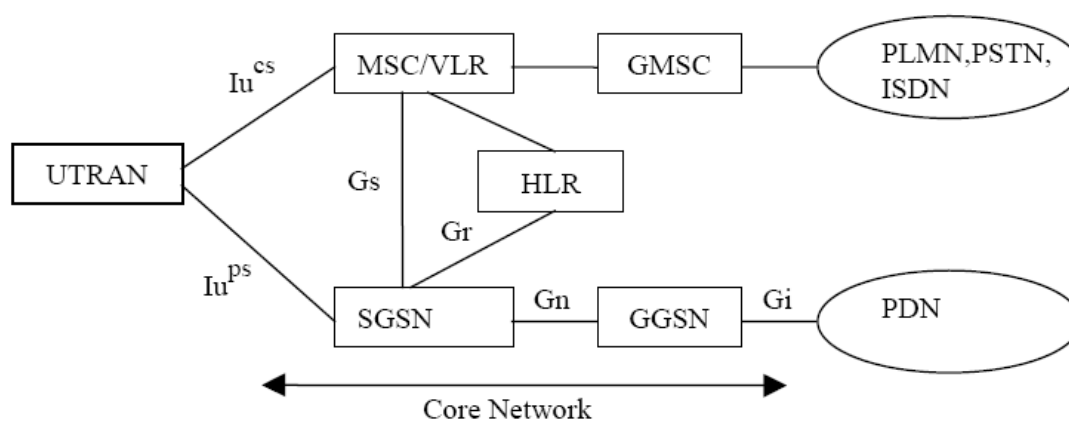 MSC/VLR
GMSC
PLMN,PSTN,
ISDN
Iu^cs
UTRAN
HLR
Gs
Gr
Iu^ps
SGSN
Gn
GGSN
Gi
PDN
Core Network